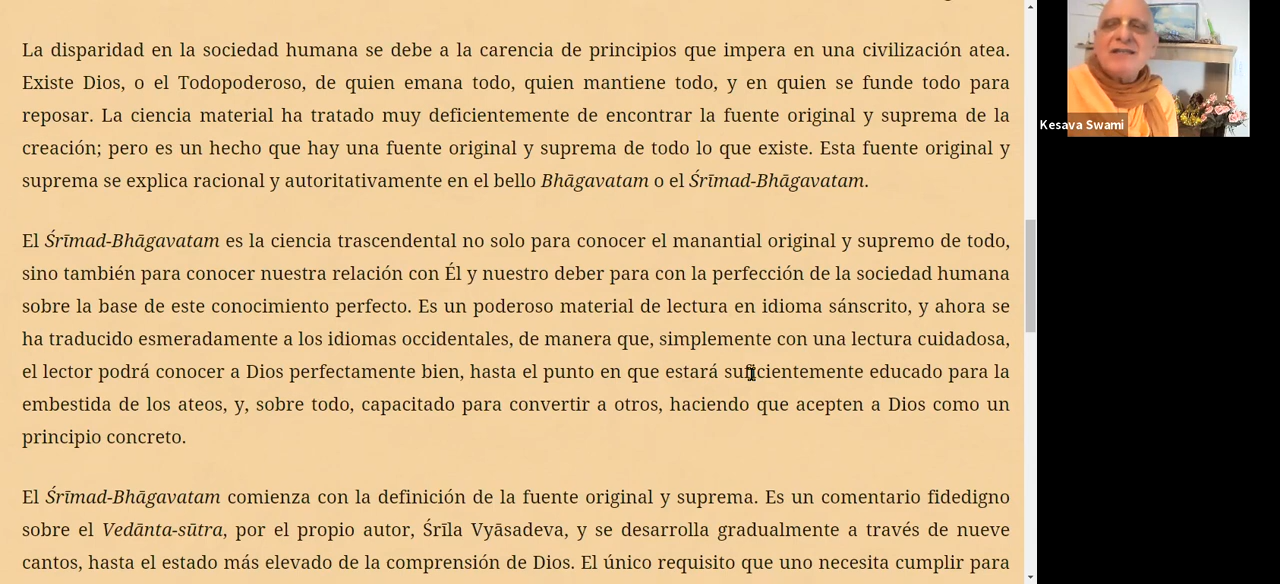 La disparidad en la sociedad humana se debe a la carencia de principios que impera en una civilización atea.
Existe Dios, o el Todopoderoso, de quien emana todo, quien mantiene todo, y en quien se funde todo para
reposar. La ciencia material ha tratado muy deficientemente de encontrar la fuente original y suprema de la
creación; pero es un hecho que hay una fuente original y suprema de todo lo que existe. Esta fuente original y
suprema se explica racional y autoritativamente en el bello Bhāgavatam o el Śrīmad-Bhāgavatam.
El Śrīmad-Bhāgavatam es la ciencia trascendental no solo para conocer el manantial original y supremo de todo,
sino también para conocer nuestra relación con Él y nuestro deber para con la perfección de la sociedad humana
sobre la base de este conocimiento perfecto. Es un poderoso material de lectura en idioma sánscrito, y ahora se
ha traducido esmeradamente a los idiomas occidentales, de manera que, simplemente con una lectura cuidadosa,
el lector podrá conocer a Dios perfectamente bien, hasta el punto en que estará suficientemente educado para la
embestida de los ateos, y, sobre todo, capacitado para convertir a otros, haciendo que acepten a Dios como un
principio concreto.
El Śrīmad-Bhāgavatam comienza con la definición de la fuente original y suprema. Es un comentario fidedigno
sobre el Vedānta-sūtra, por el propio autor, Śrīla Vyāsadeva, y se desarrolla gradualmente a través de nueve
cantos, hasta el estado más elevado de la comprensión de Dios. El único requisito que uno necesita cumplir para
Kesava Swami